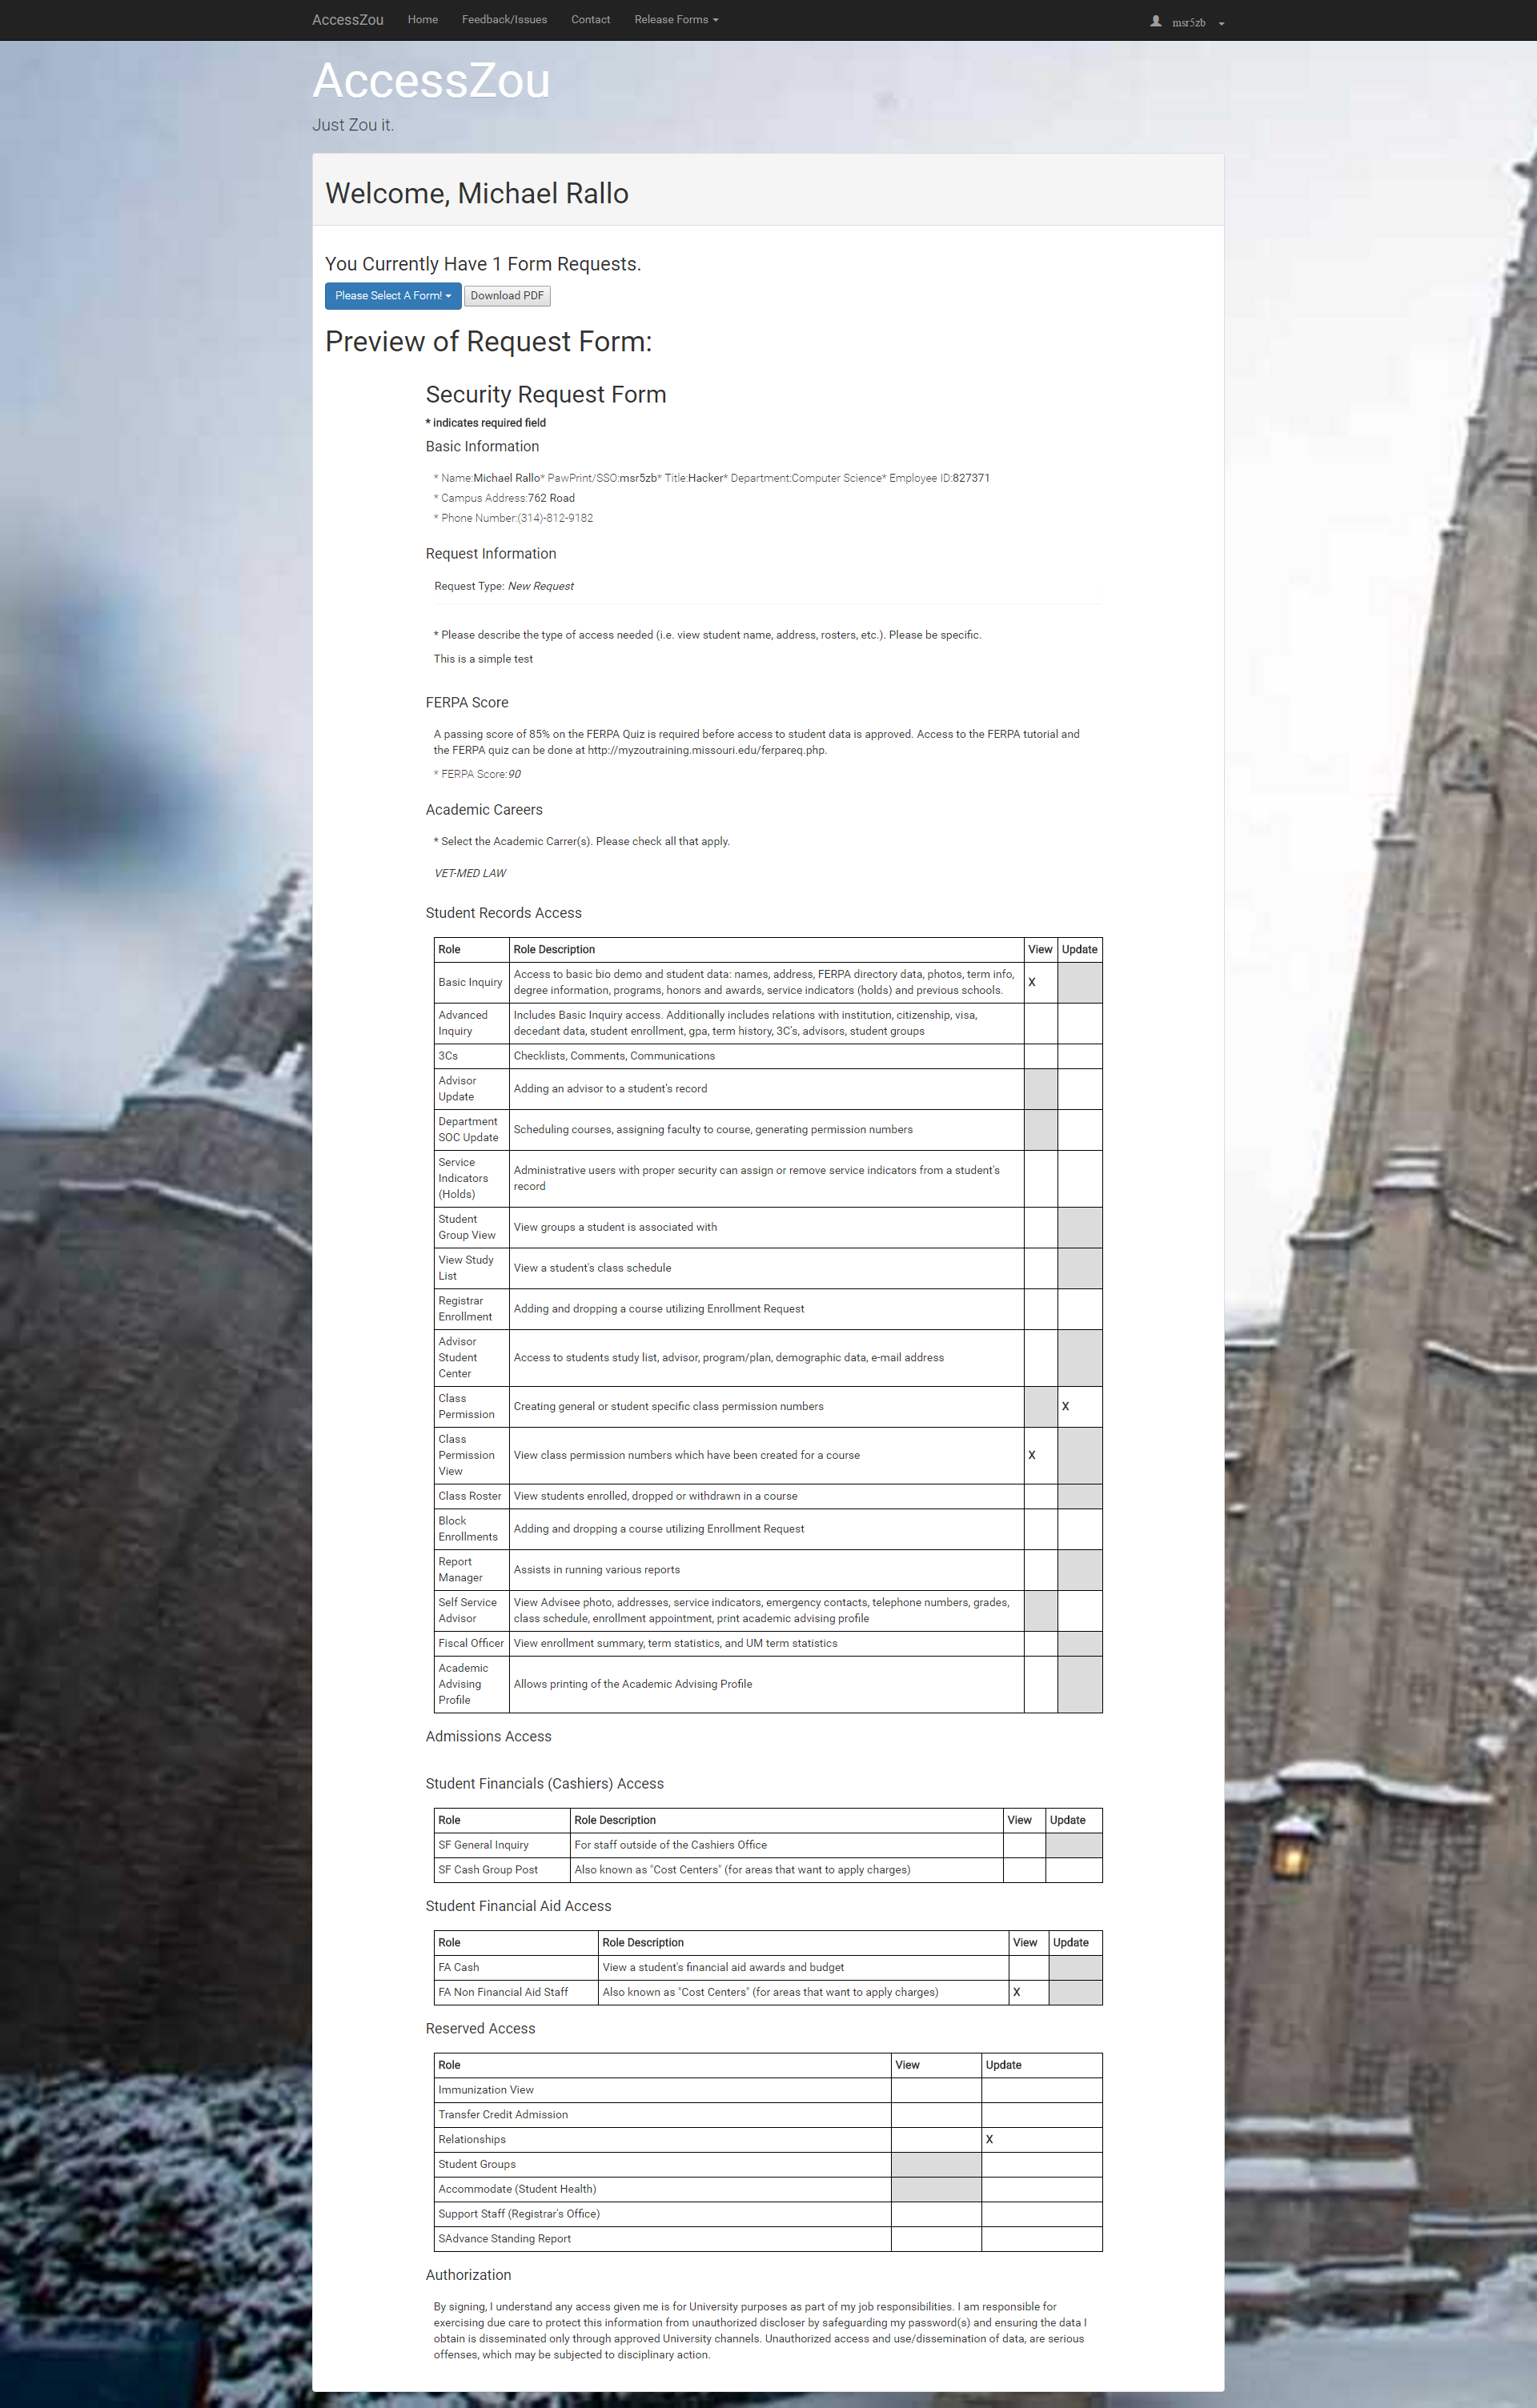 AccessZou Home Feedback/Issues Contact Release Forms msr5zb
AccessZou
Just Zou it.
Welcome, Michael Rallo
You Currently Have 1 Form Requests.
Please Select A Form! Download PDF
Preview of Request Form:
Security Request Form
* indicates required field
Basic Information
* Name:Michael Rallo* PawPrint/SSO:msr5zb* Title:Hacker* Department:Computer Science* Employee ID:827371
* Campus Address:762 Road
* Phone Number:(314)-812-9182
Request Information
Request Type: New Request
* Please describe the type of access needed (i.e. view student name, address, rosters, etc.). Please be specific.
This is a simple test
FERPA Score
A passing score of 85% on the FERPA Quiz is required before access to student data is approved. Access to the FERPA tutorial and
the FERPA quiz can be done at http://myzoutraining.missouri.edu/ferpareq.php.
* FERPA Score:90
Academic Careers
* Select the Academic Carrer(s). Please check all that apply.
VET-MED LAW
Student Records Access
Role Role Description View Update
Basic Inquiry
Access to basic bio demo and student data: names, address, FERPA directory data, photos, term info,
degree information, programs, honors and awards, service indicators (holds) and previous schools.
X
Advanced
Inquiry
Includes Basic Inquiry access. Additionally includes relations with institution, citizenship, visa,
decedant data, student enrollment, gpa, term history, 3C's, advisors, student groups
3Cs Checklists, Comments, Communications
Advisor
Update
Adding an advisor to a student's record
Department
SOC Update
Scheduling courses, assigning faculty to course, generating permission numbers
Service
Indicators
(Holds)
Administrative users with proper security can assign or remove service indicators from a student's
record
Student
Group View
View groups a student is associated with
View Study
List
View a student's class schedule
Registrar
Enrollment
Adding and dropping a course utilizing Enrollment Request
Advisor
Student
Center
Access to students study list, advisor, program/plan, demographic data, e-mail address
Class
Permission
Creating general or student specific class permission numbers
X
Class
Permission
View
View class permission numbers which have been created for a course
X
Class Roster View students enrolled, dropped or withdrawn in a course
Block
Enrollments
Adding and dropping a course utilizing Enrollment Request
Report
Manager
Assists in running various reports
Self Service
Advisor
View Advisee photo, addresses, service indicators, emergency contacts, telephone numbers, grades,
class schedule, enrollment appointment, print academic advising profile
Fiscal Officer View enrollment summary, term statistics, and UM term statistics
Academic
Advising
Profile
Allows printing of the Academic Advising Profile
Admissions Access
Student Financials (Cashiers) Access
Role Role Description View Update
SF General Inquiry For staff outside of the Cashiers Office
SF Cash Group Post Also known as "Cost Centers" (for areas that want to apply charges)
Student Financial Aid Access
Role Role Description View Update
FA Cash View a student's financial aid awards and budget
FA Non Financial Aid Staff Also known as "Cost Centers" (for areas that want to apply charges) X
Reserved Access
Role View Update
Immunization View
Transfer Credit Admission
Relationships X
Student Groups
Accommodate (Student Health)
Support Staff (Registrar's Office)
SAdvance Standing Report
Authorization
By signing, I understand any access given me is for University purposes as part of my job responsibilities. I am responsible for
exercising due care to protect this information from unauthorized discloser by safeguarding my password(s) and ensuring the data I
obtain is disseminated only through approved University channels. Unauthorized access and use/dissemination of data, are serious
offenses, which may be subjected to disciplinary action.